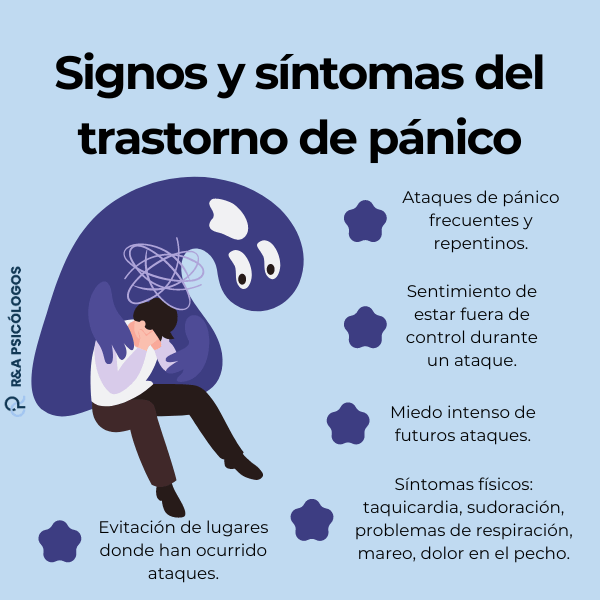 Signos y síntomas del
trastorno de pánico
Ataques de pánico
frecuentes y
repentinos.
Sentimiento de
estar fuera de
control durante
un ataque.
Miedo intenso de
futuros ataques.
Síntomas físicos:
taquicardia, sudoración,
problemas de respiración,
mareo, dolor en el pecho.
Evitación de lugares
donde han ocurrido
ataques.
R&A PSICÓLOGOS